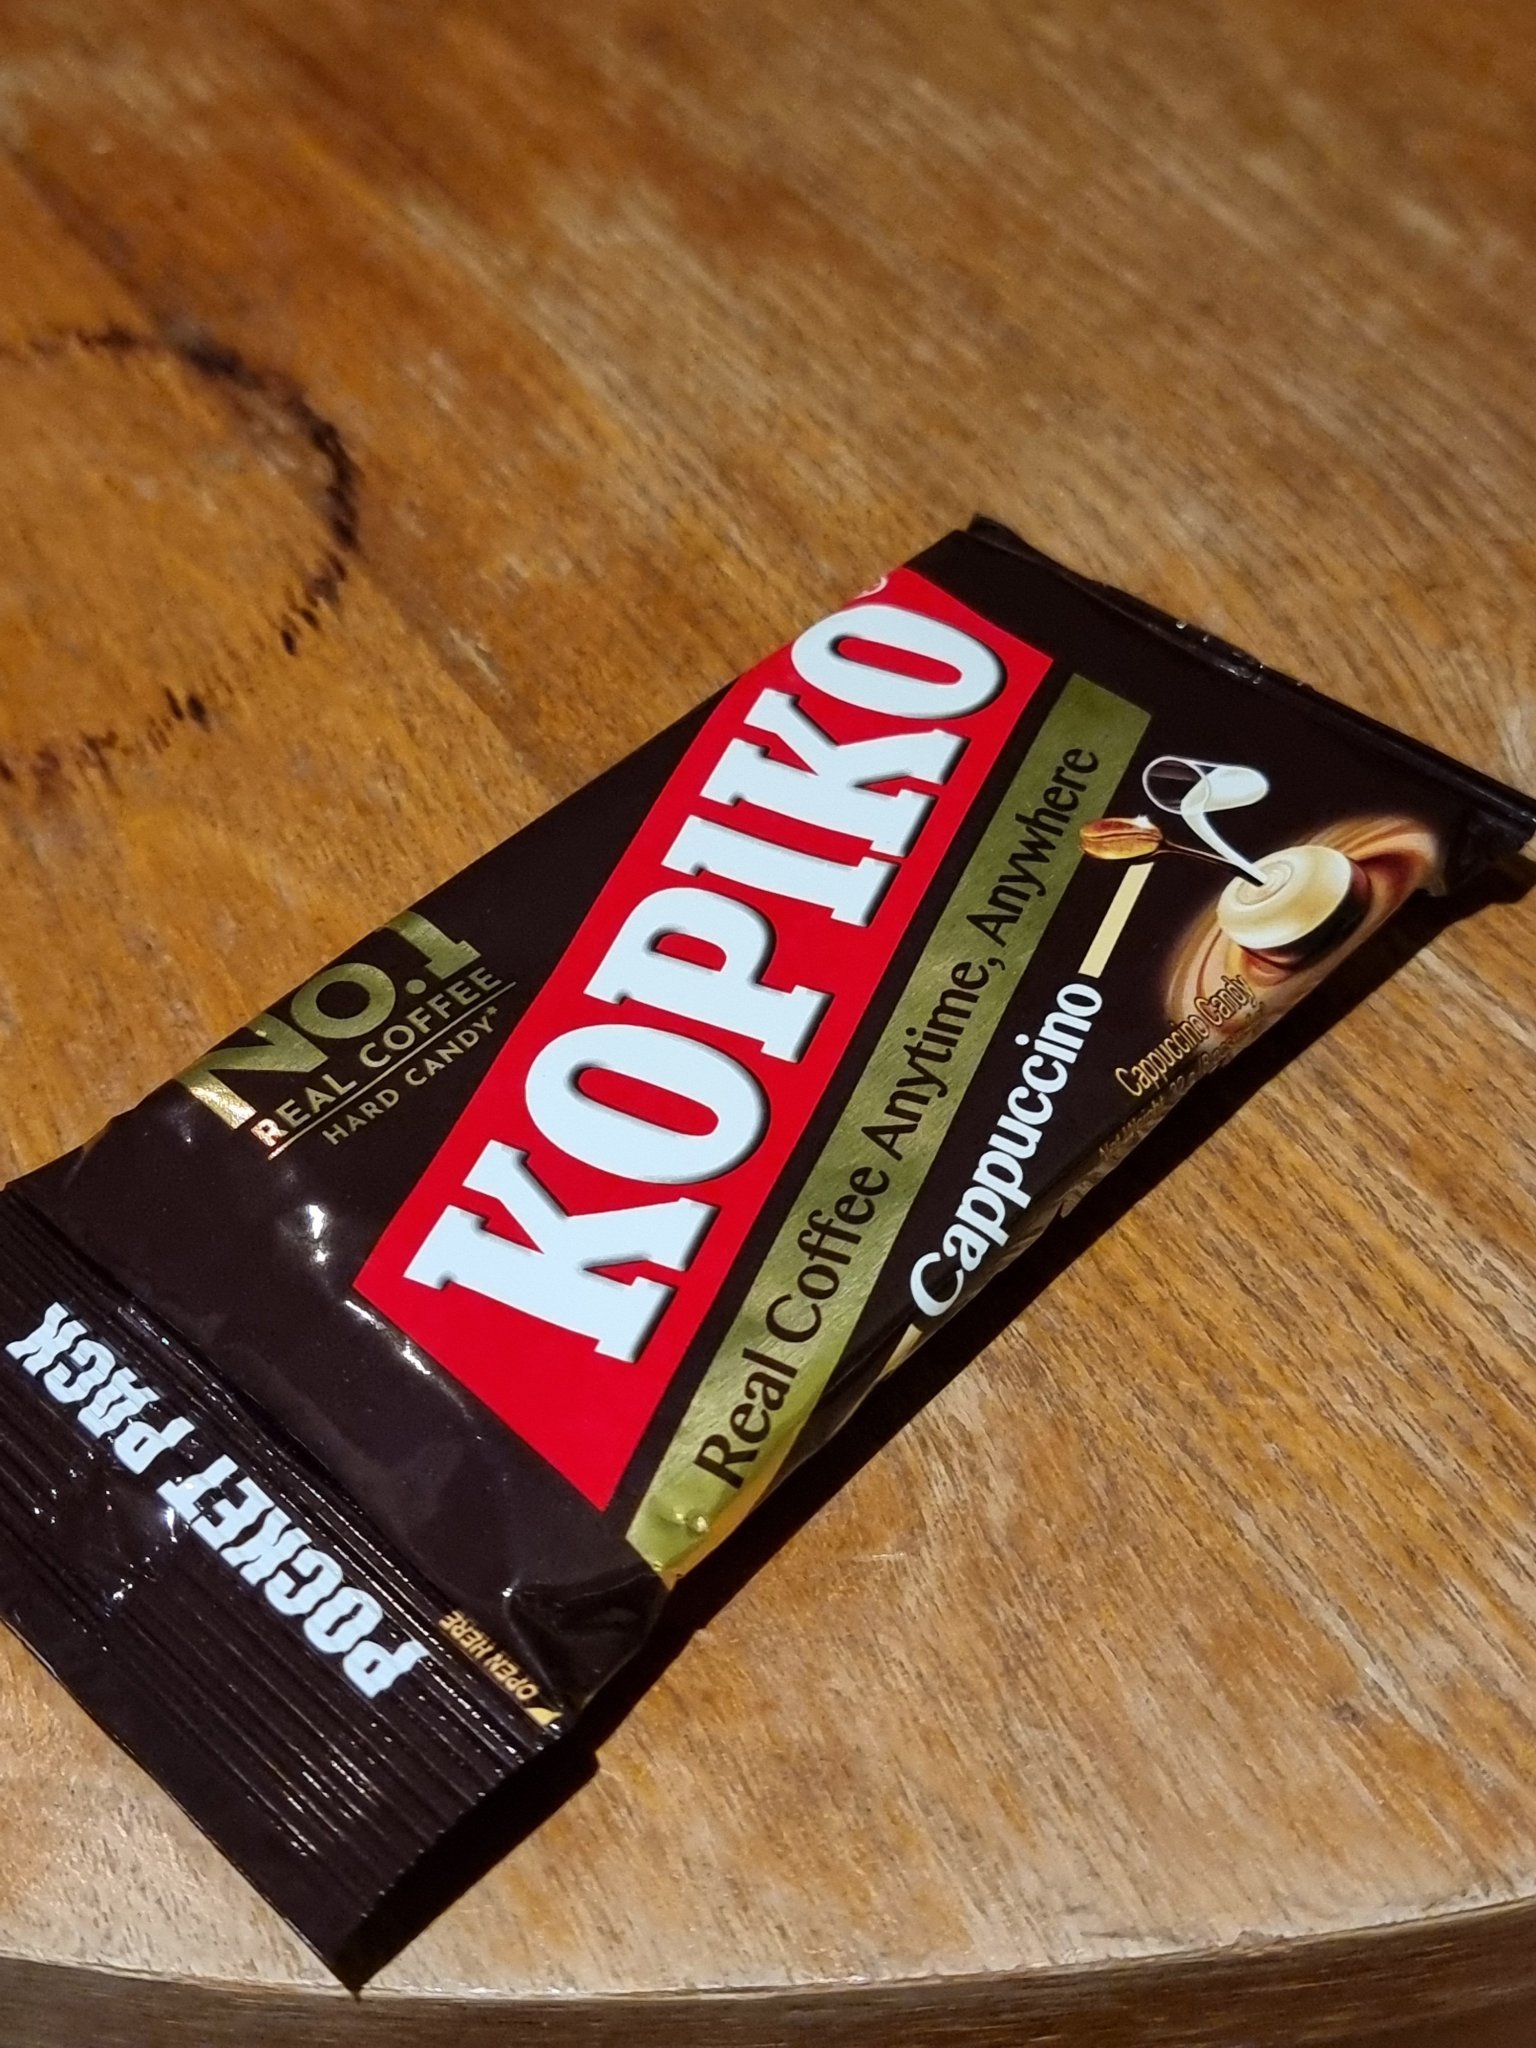 No.1
REAL COFFEE
HARD CANDY*
KOPIKO®
Real Coffee Anytime, Anywhere
Cappuccino
Cappuccino Candy
POCKET PACK
OPEN HERE